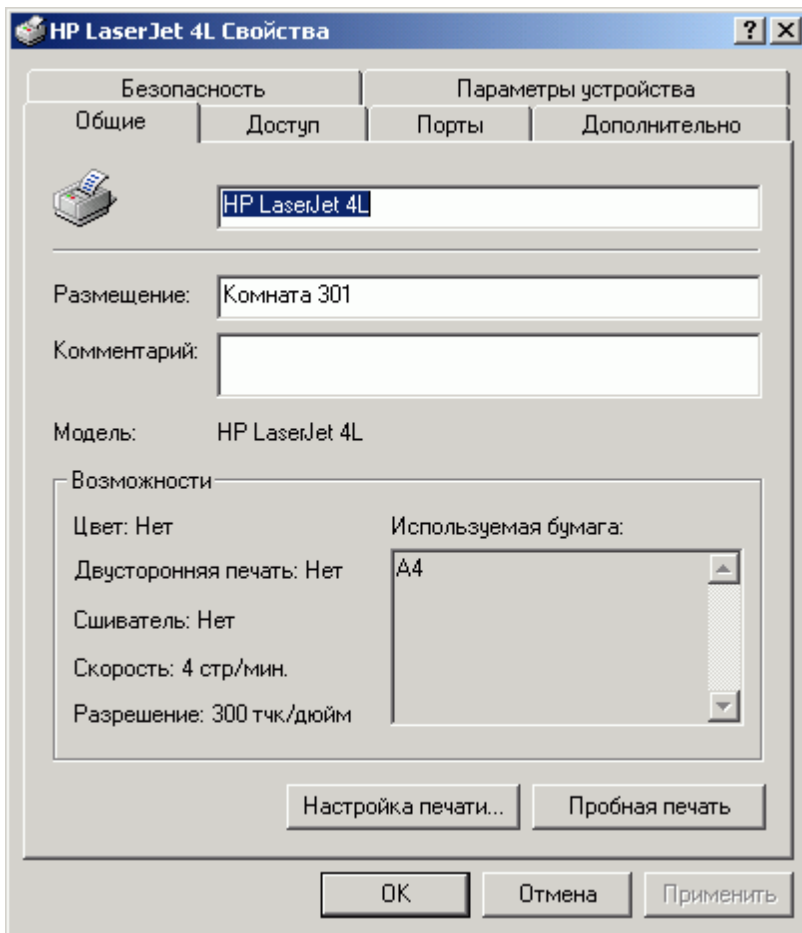 HP LaserJet 4L Свойства
Безопасность
Параметры устройства
Общие
Доступ
Порты
Дополнительно
HP LaserJet 4L
Размещение:
Комната 301
Комментарий:
Модель:
HP LaserJet 4L
Возможности
Цвет: Нет
Используемая бумага:
Двусторонняя печать: Нет
A4
Сшиватель: Нет
Скорость: 4 стр/мин.
Разрешение: 300 тчк/дюйм
Настройка печати...
Пробная печать
OK
Отмена
Применить